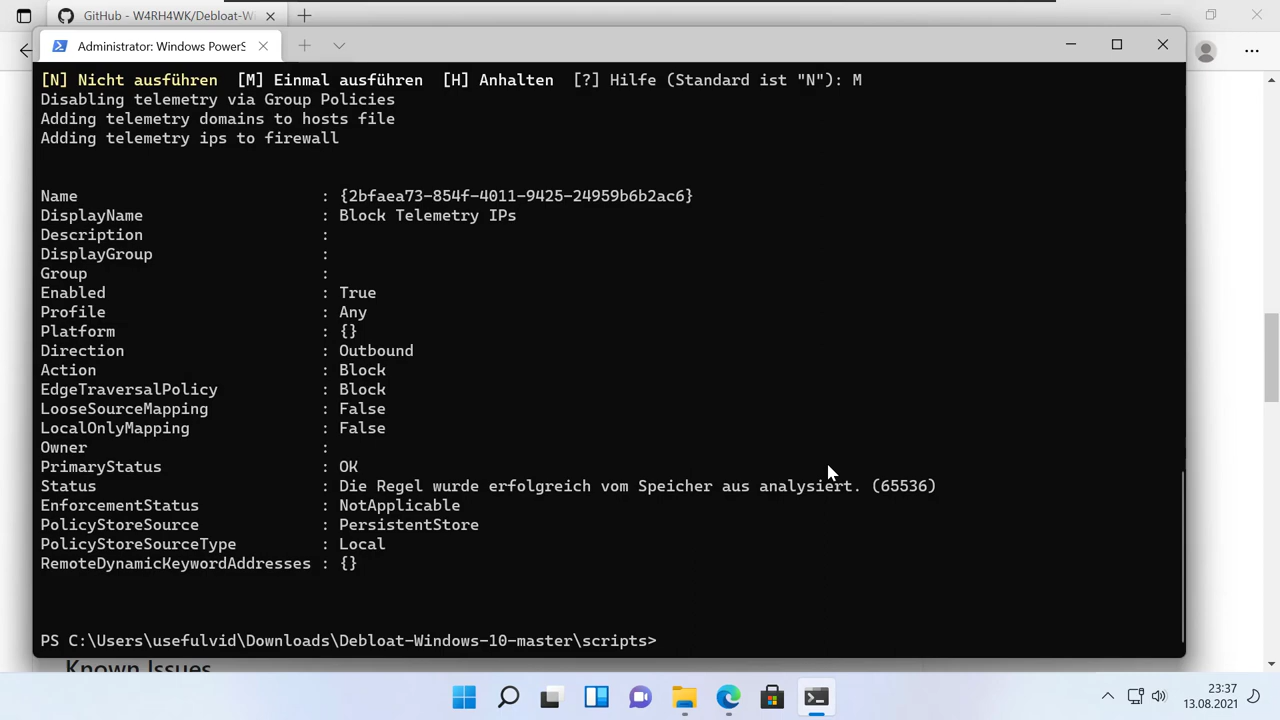 GitHub - W4RH4WK/Debloat-Wi
Administrator: Windows PowerS
[N] Nicht ausführen  [M] Einmal ausführen  [H] Anhalten  [?] Hilfe (Standard ist "N"): M
Disabling telemetry via Group Policies
Adding telemetry domains to hosts file
Adding telemetry ips to firewall
Name : {2bfaea73-854f-4011-9425-24959b6b2ac6}
DisplayName : Block Telemetry IPs
Description :
DisplayGroup :
Group :
Enabled : True
Profile : Any
Platform : {}
Direction : Outbound
Action : Block
EdgeTraversalPolicy : Block
LooseSourceMapping : False
LocalOnlyMapping : False
Owner :
PrimaryStatus : OK
Status : Die Regel wurde erfolgreich vom Speicher aus analysiert. (65536)
EnforcementStatus : NotApplicable
PolicyStoreSource : PersistentStore
PolicyStoreSourceType : Local
RemoteDynamicKeywordAddresses : {}
PS C:\Users\usefulvid\Downloads\Debloat-Windows-10-master\scripts>
Known Issues
23:37
13.08.2021